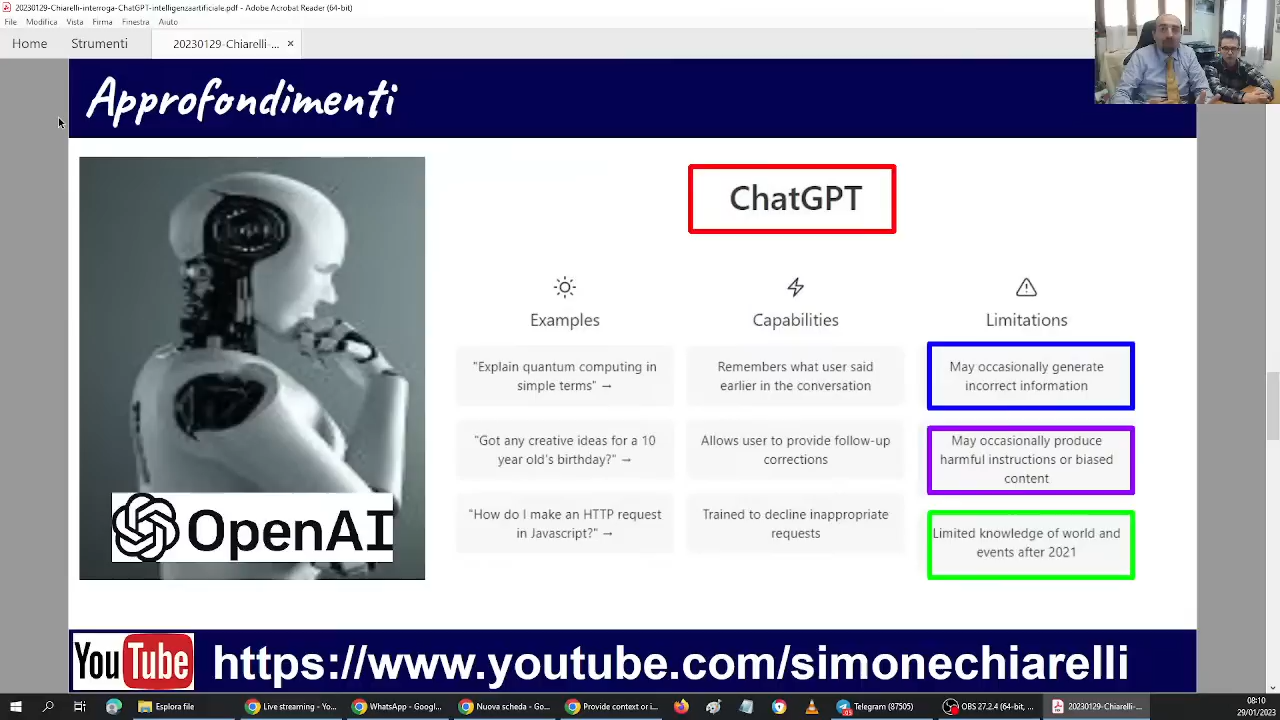 20230129-Chiarelli-interroga-ChatGPT-intelligenzaartificiale.pdf - Adobe Acrobat Reader (64-bit)
File Modifica Vista Firma Finestra Aiuto
Home Strumenti 20230129-Chiarelli-... ×
Approfondimenti
ChatGPT
Examples Capabilities Limitations
"Explain quantum computing in
simple terms" →
Remembers what user said
earlier in the conversation
May occasionally generate
incorrect information
"Got any creative ideas for a 10
year old's birthday?" →
Allows user to provide follow-up
corrections
May occasionally produce
harmful instructions or biased
content
"How do I make an HTTP request
in Javascript?" →
Trained to decline inappropriate
requests
Limited knowledge of world and
events after 2021
OpenAI
YouTube https://www.youtube.com/simonechiarelli
Esplora file Live streaming - Yo... WhatsApp - Googl... Nuova scheda - Go... Provide context or i... Telegram (87505) OBS 27.2.4 (64-bit, ... 20230129-Chiarelli-...
08:10
29/01/2023